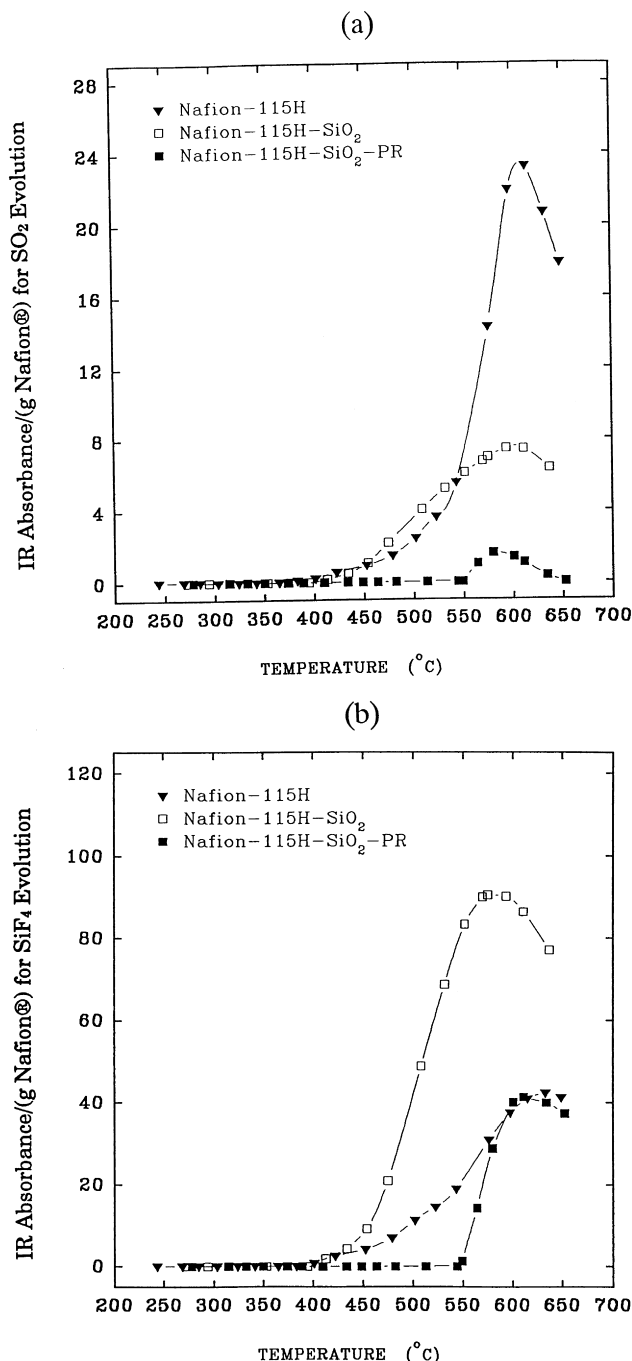 (a)
IR Absorbance/(g Nafion®) for SO2 Evolution
28
24
20
16
12
8
4
0
▼ Nafion-115H
□ Nafion-115H-SiO2
■ Nafion-115H-SiO2-PR
200 250 300 350 400 450 500 550 600 650 700
TEMPERATURE (°C)
(b)
IR Absorbance/(g Nafion®) for SiF4 Evolution
120
100
80
60
40
20
0
▼ Nafion-115H
□ Nafion-115H-SiO2
■ Nafion-115H-SiO2-PR
200 250 300 350 400 450 500 550 600 650 700
TEMPERATURE (°C)